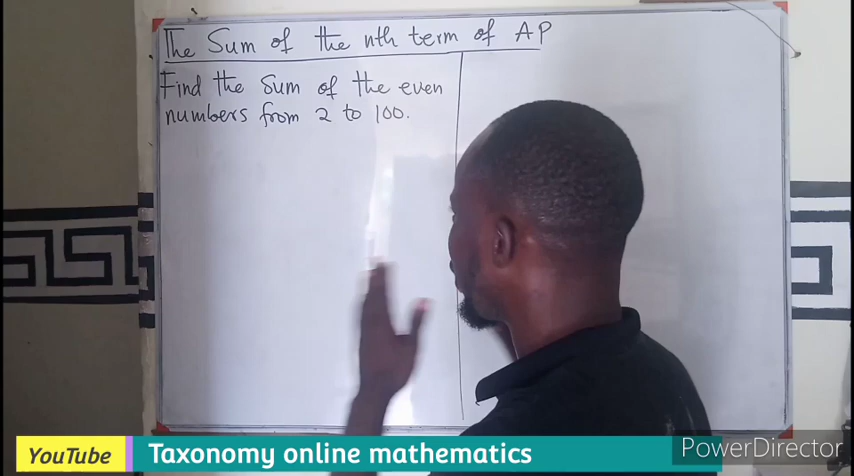 The Sum of the nth term of AP
Find the Sum of the even
numbers from 2 to 100.
YouTube
Taxonomy online mathematics
PowerDirector